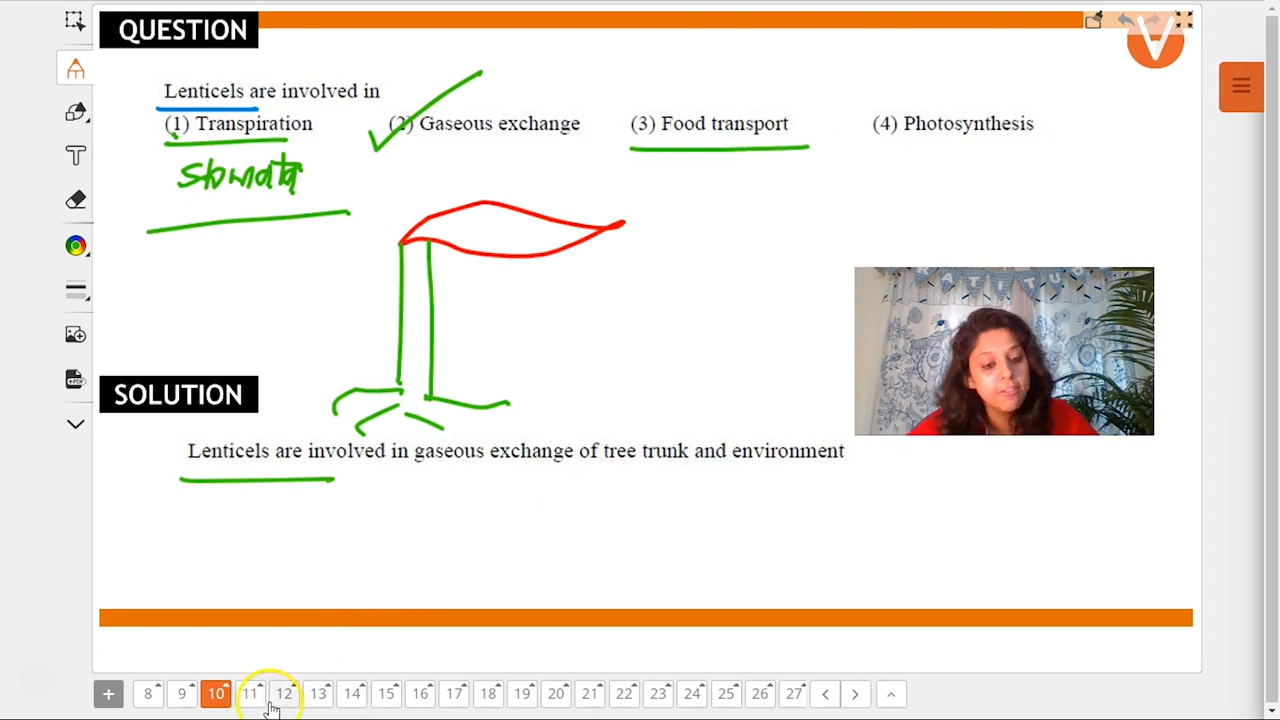 QUESTION
Lenticels are involved in
(1) Transpiration (2) Gaseous exchange (3) Food transport (4) Photosynthesis
Stomata
RATITUD
SOLUTION
Lenticels are involved in gaseous exchange of tree trunk and environment
8 9 10 11 12 13 14 15 16 17 18 19 20 21 22 23 24 25 26 27